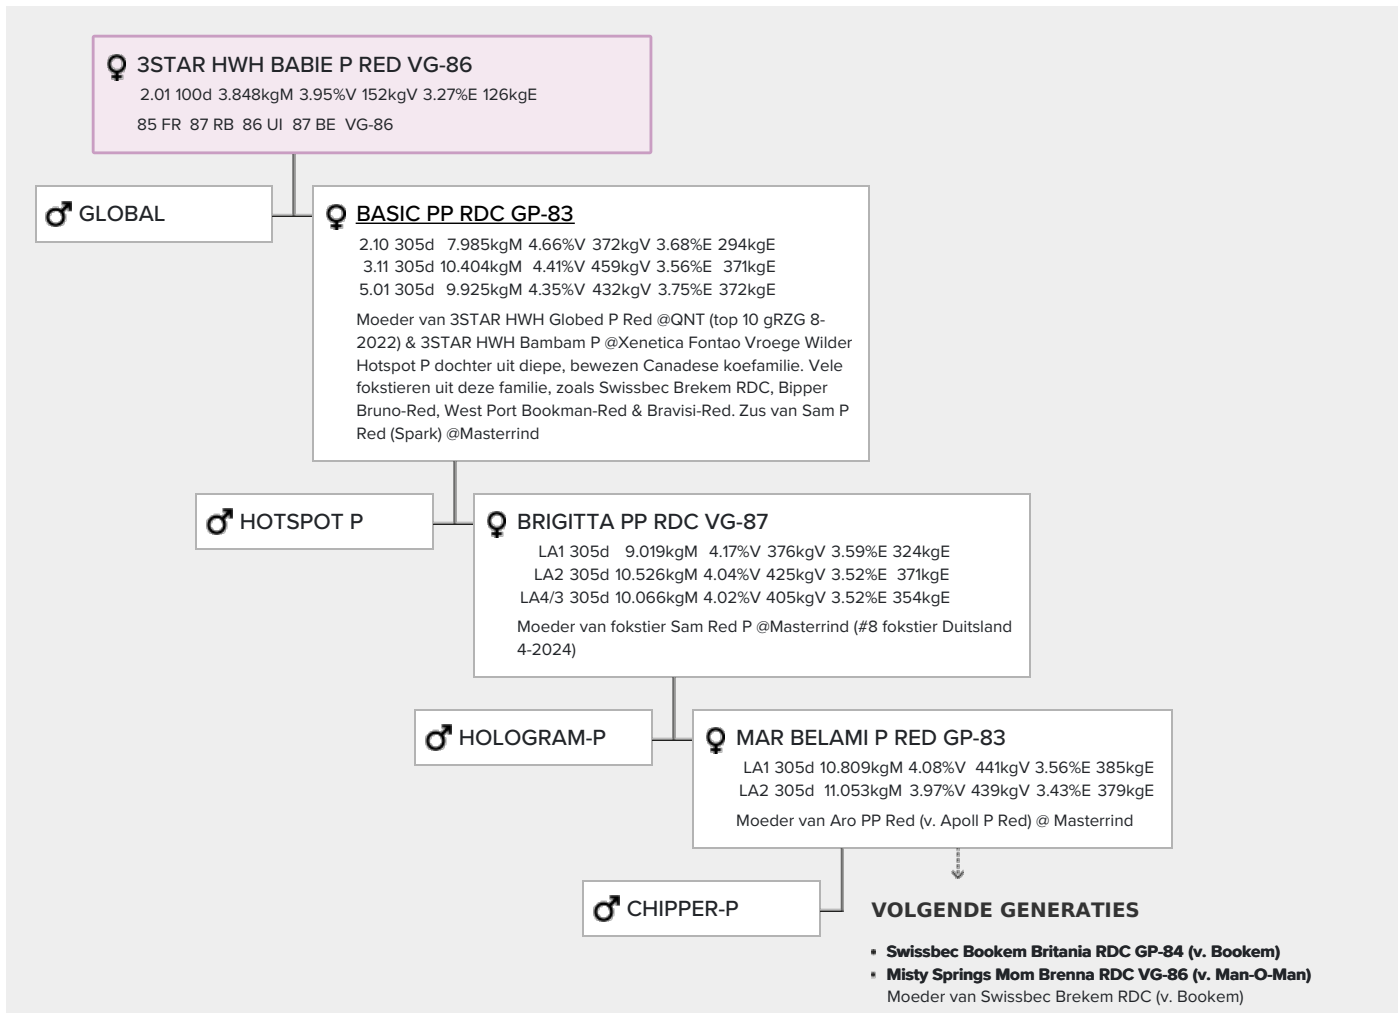 3STAR HWH BABIE P RED VG-86
2.01 100d 3.848kgM 3.95%V 152kgV 3.27%E 126kgE
85 FR 87 RB 86 UI 87 BE VG-86
GLOBAL
BASIC PP RDC GP-83
2.10 305d 7.985kgM 4.66%V 372kgV 3.68%E 294kgE
3.11 305d 10.404kgM 4.41%V 459kgV 3.56%E 371kgE
5.01 305d 9.925kgM 4.35%V 432kgV 3.75%E 372kgE
Moeder van 3STAR HWH Globed P Red @QNT (top 10 gRZG 8-
2022) & 3STAR HWH Bambam P @Xenetica Fontao Vroege Wilder
Hotspot P dochter uit diepe, bewezen Canadese koefamilie. Vele
fokstieren uit deze familie, zoals Swissbec Brekem RDC, Bipper
Bruno-Red, West Port Bookman-Red & Bravisi-Red. Zus van Sam P
Red (Spark) @Masterrind
HOTSPOT P
BRIGITTA PP RDC VG-87
LA1 305d 9.019kgM 4.17%V 376kgV 3.59%E 324kgE
LA2 305d 10.526kgM 4.04%V 425kgV 3.52%E 371kgE
LA4/3 305d 10.066kgM 4.02%V 405kgV 3.52%E 354kgE
Moeder van fokstier Sam Red P @Masterrind (#8 fokstier Duitsland
4-2024)
HOLOGRAM-P
MAR BELAMI P RED GP-83
LA1 305d 10.809kgM 4.08%V 441kgV 3.56%E 385kgE
LA2 305d 11.053kgM 3.97%V 439kgV 3.43%E 379kgE
Moeder van Aro PP Red (v. Apoll P Red) @ Masterrind
CHIPPER-P
VOLGENDE GENERATIES
• Swissbec Bookem Britania RDC GP-84 (v. Bookem)
• Misty Springs Mom Brenna RDC VG-86 (v. Man-O-Man)
Moeder van Swissbec Brekem RDC (v. Bookem)